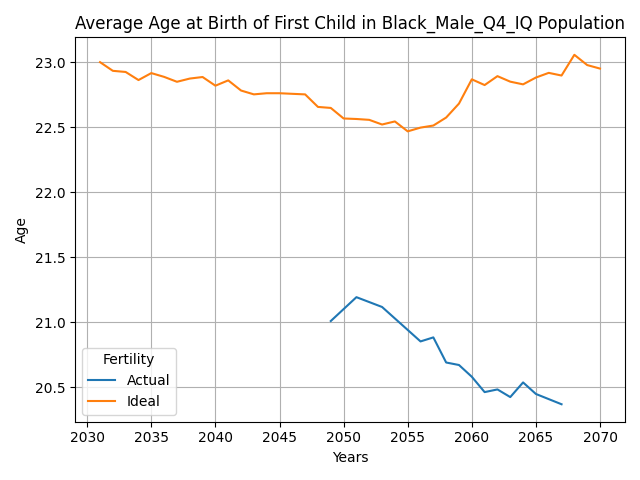 Average Age at Birth of First Child in Black_Male_Q4_IQ Population
Age
23.0
22.5
22.0
21.5
21.0
20.5
Fertility
Actual
Ideal
2030 2035 2040 2045 2050 2055 2060 2065 2070
Years